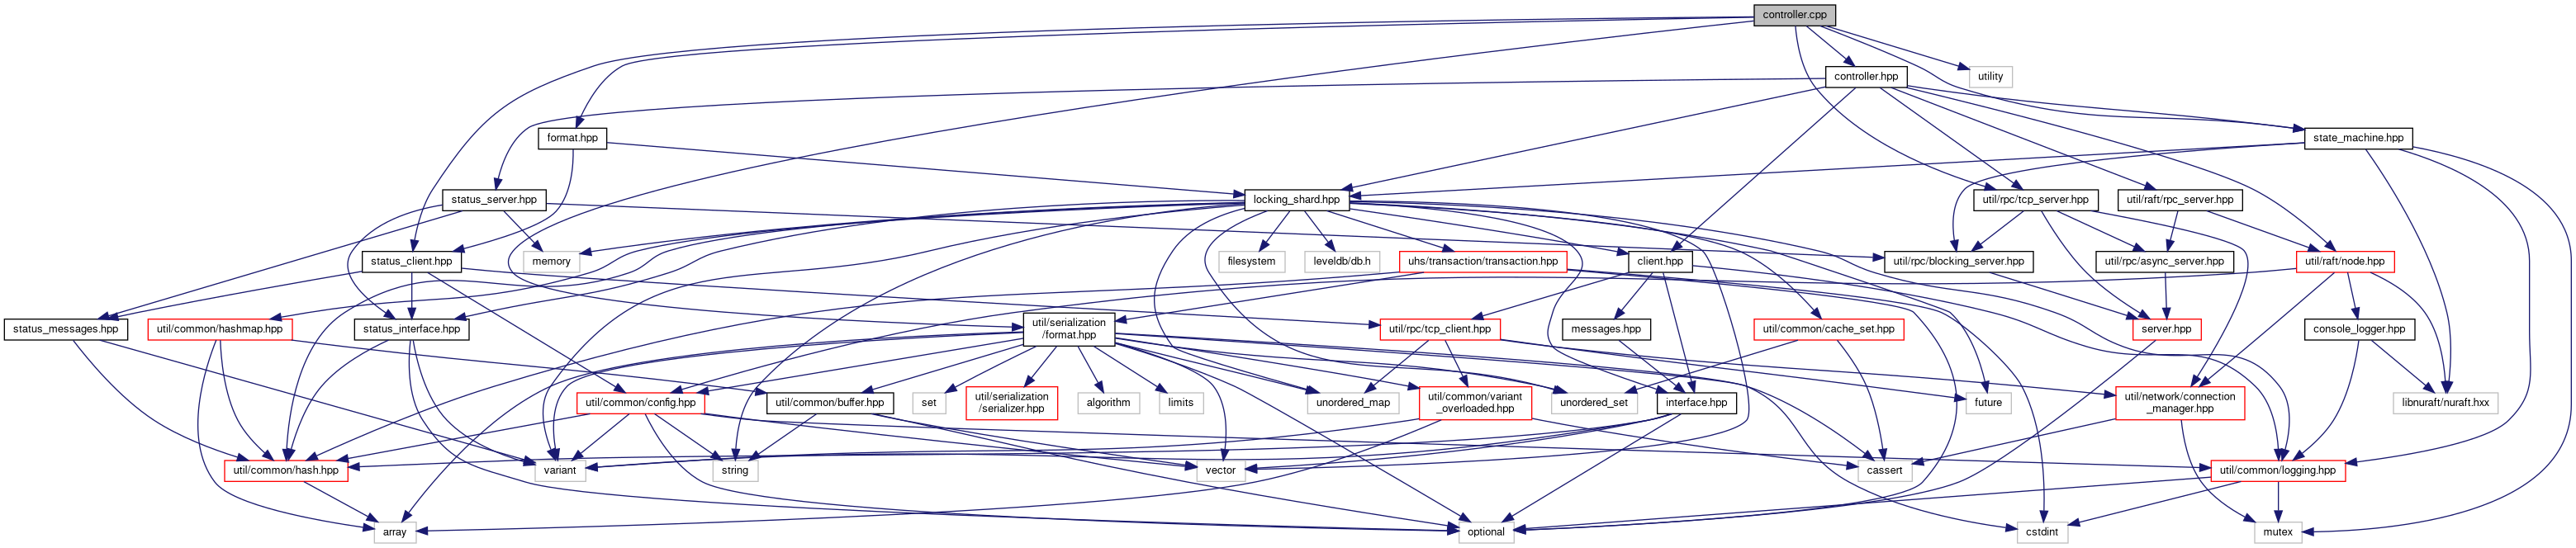 controller.cpp
controller.hpp
utility
format.hpp
state_machine.hpp
status_server.hpp
locking_shard.hpp
util/rpc/tcp_server.hpp
util/raft/rpc_server.hpp
status_client.hpp
memory
filesystem
leveldb/db.h
uhs/transaction/transaction.hpp
client.hpp
util/rpc/blocking_server.hpp
util/rpc/async_server.hpp
util/raft/node.hpp
status_messages.hpp
util/common/hashmap.hpp
status_interface.hpp
util/serialization
/format.hpp
util/rpc/tcp_client.hpp
messages.hpp
util/common/cache_set.hpp
server.hpp
console_logger.hpp
util/common/config.hpp
util/common/buffer.hpp
set
util/serialization
/serializer.hpp
algorithm
limits
unordered_map
util/common/variant
_overloaded.hpp
unordered_set
interface.hpp
future
util/network/connection
_manager.hpp
libnuraft/nuraft.hxx
util/common/hash.hpp
variant
string
vector
cassert
util/common/logging.hpp
array
optional
cstdint
mutex